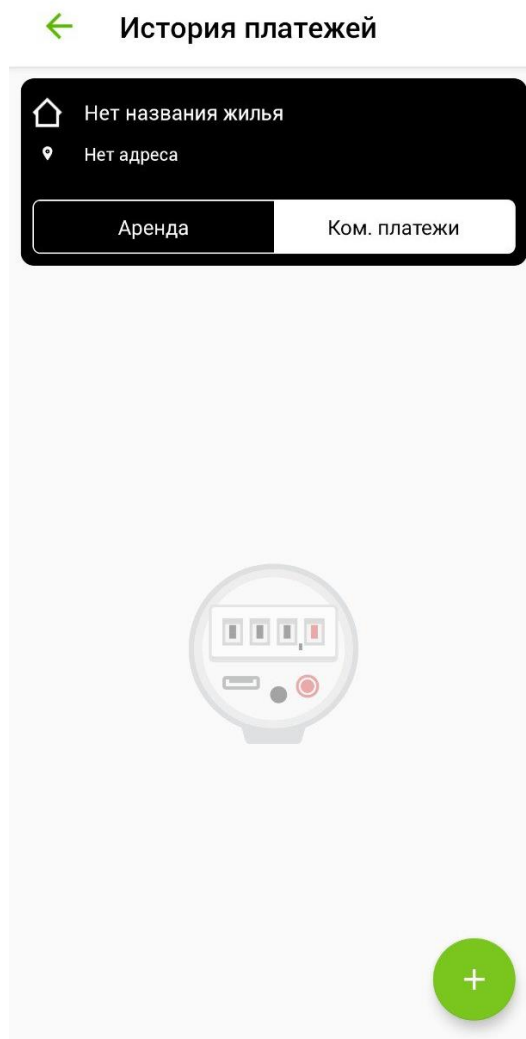 История платежей
Нет названия жилья
Нет адреса
Аренда
Ком. платежи